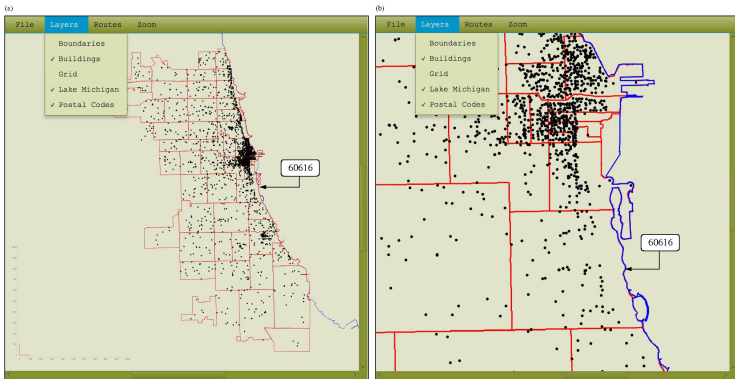 (a)
File Layers Routes Zoom
Boundaries
✓ Buildings
Grid
✓ Lake Michigan
✓ Postal Codes
60616
(b)
File Layers Routes Zoom
Boundaries
✓ Buildings
Grid
✓ Lake Michigan
✓ Postal Codes
60616